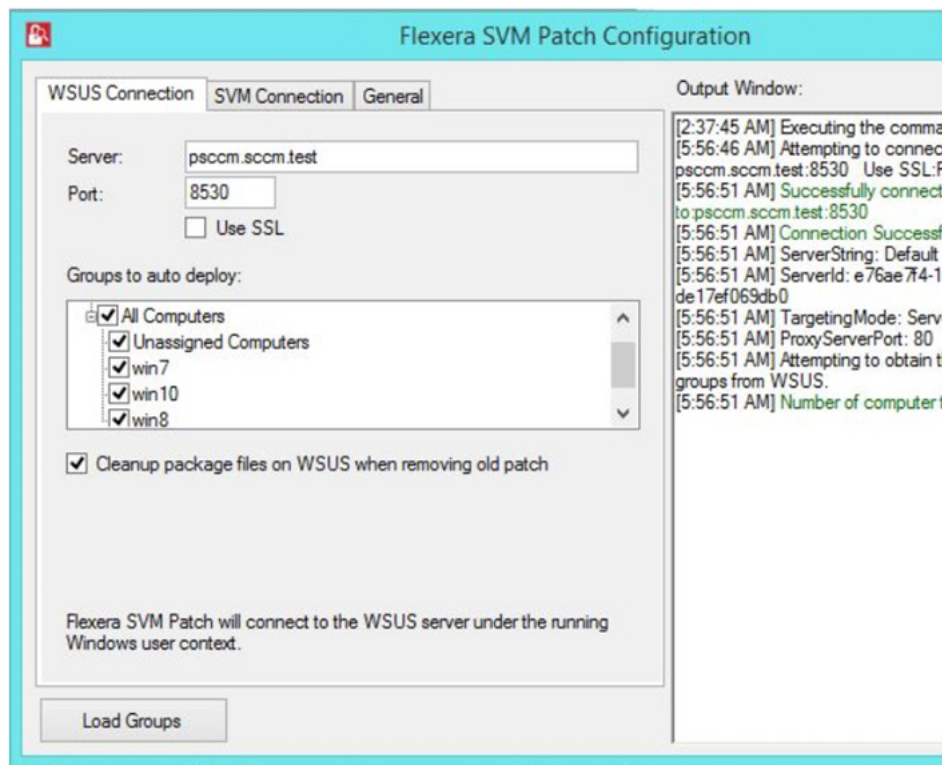 Flexera SVM Patch Configuration
WSUS Connection
SVM Connection
General
Server:
psccm.sccm.test
Port:
8530
Use SSL
Groups to auto deploy:
All Computers
Unassigned Computers
win7
win10
win8
Cleanup package files on WSUS when removing old patch
Flexera SVM Patch will connect to the WSUS server under the running
Windows user context.
Load Groups
Output Window:
[2:37:45 AM] Executing the comma
[5:56:46 AM] Attempting to connec
psccm.sccm.test:8530 Use SSL:F
[5:56:51 AM] Successfully connect
to:psccm.sccm.test:8530
[5:56:51 AM] Connection Successf
[5:56:51 AM] ServerString: Default
[5:56:51 AM] ServerId: e76ae7f4-1
de17ef069db0
[5:56:51 AM] TargetingMode: Serv
[5:56:51 AM] ProxyServerPort: 80
[5:56:51 AM] Attempting to obtain t
groups from WSUS.
[5:56:51 AM] Number of computer t